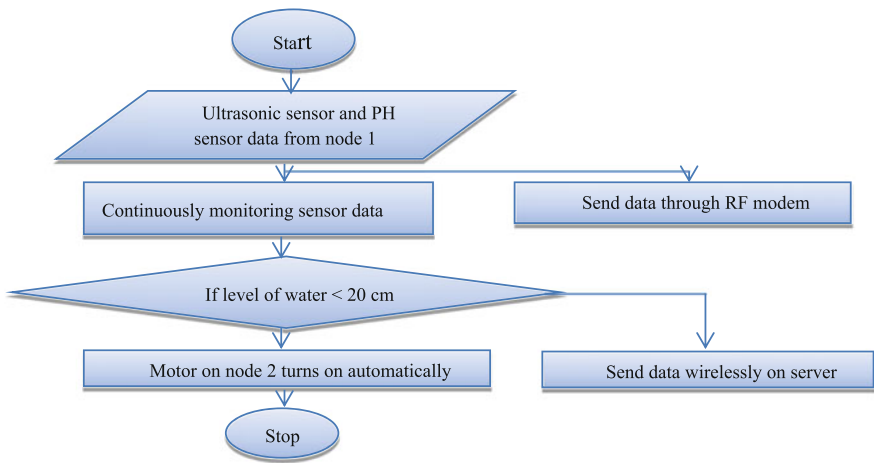 Start
Ultrasonic sensor and PH
sensor data from node 1
Continuously monitoring sensor data
Send data through RF modem
If level of water < 20 cm
Motor on node 2 turns on automatically
Send data wirelessly on server
Stop